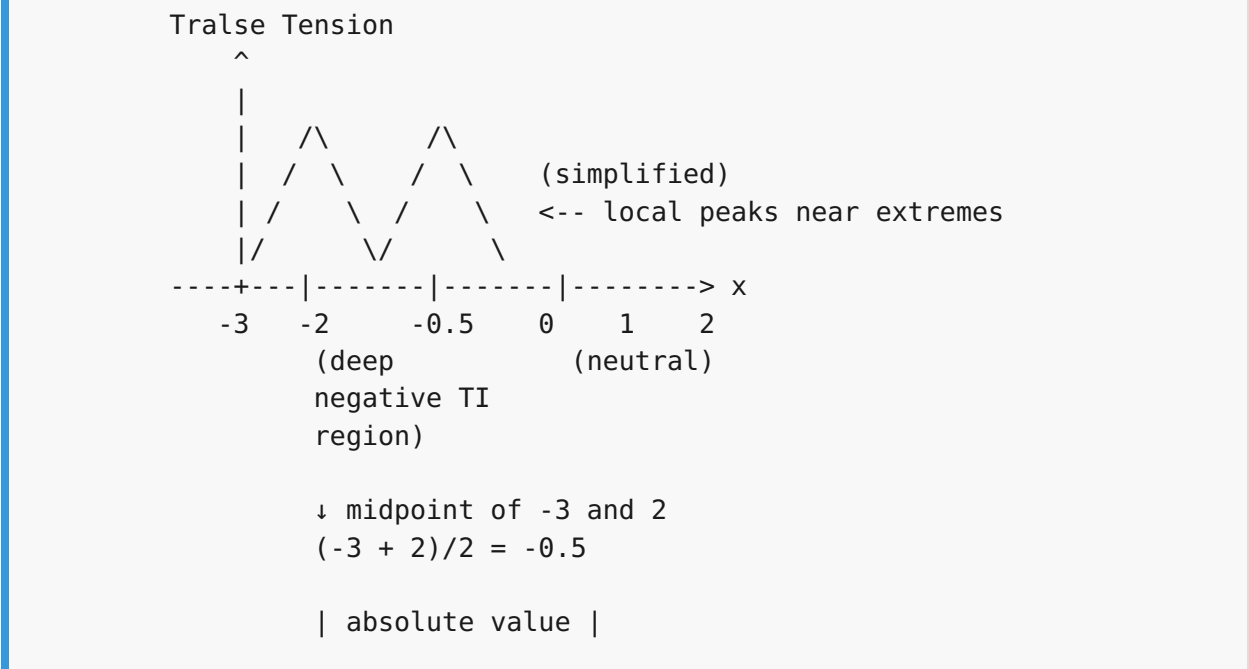 Tralse Tension
^
|
|   /\      /\
|  /  \    /  \    (simplified)
| /    \  /    \   <-- local peaks near extremes
|/      \/      \
----+---|-------|-------|--------> x
-3   -2      -0.5    0    1    2
(deep           (neutral)
negative TI
region)
↓ midpoint of -3 and 2
(-3 + 2)/2 = -0.5
| absolute value |